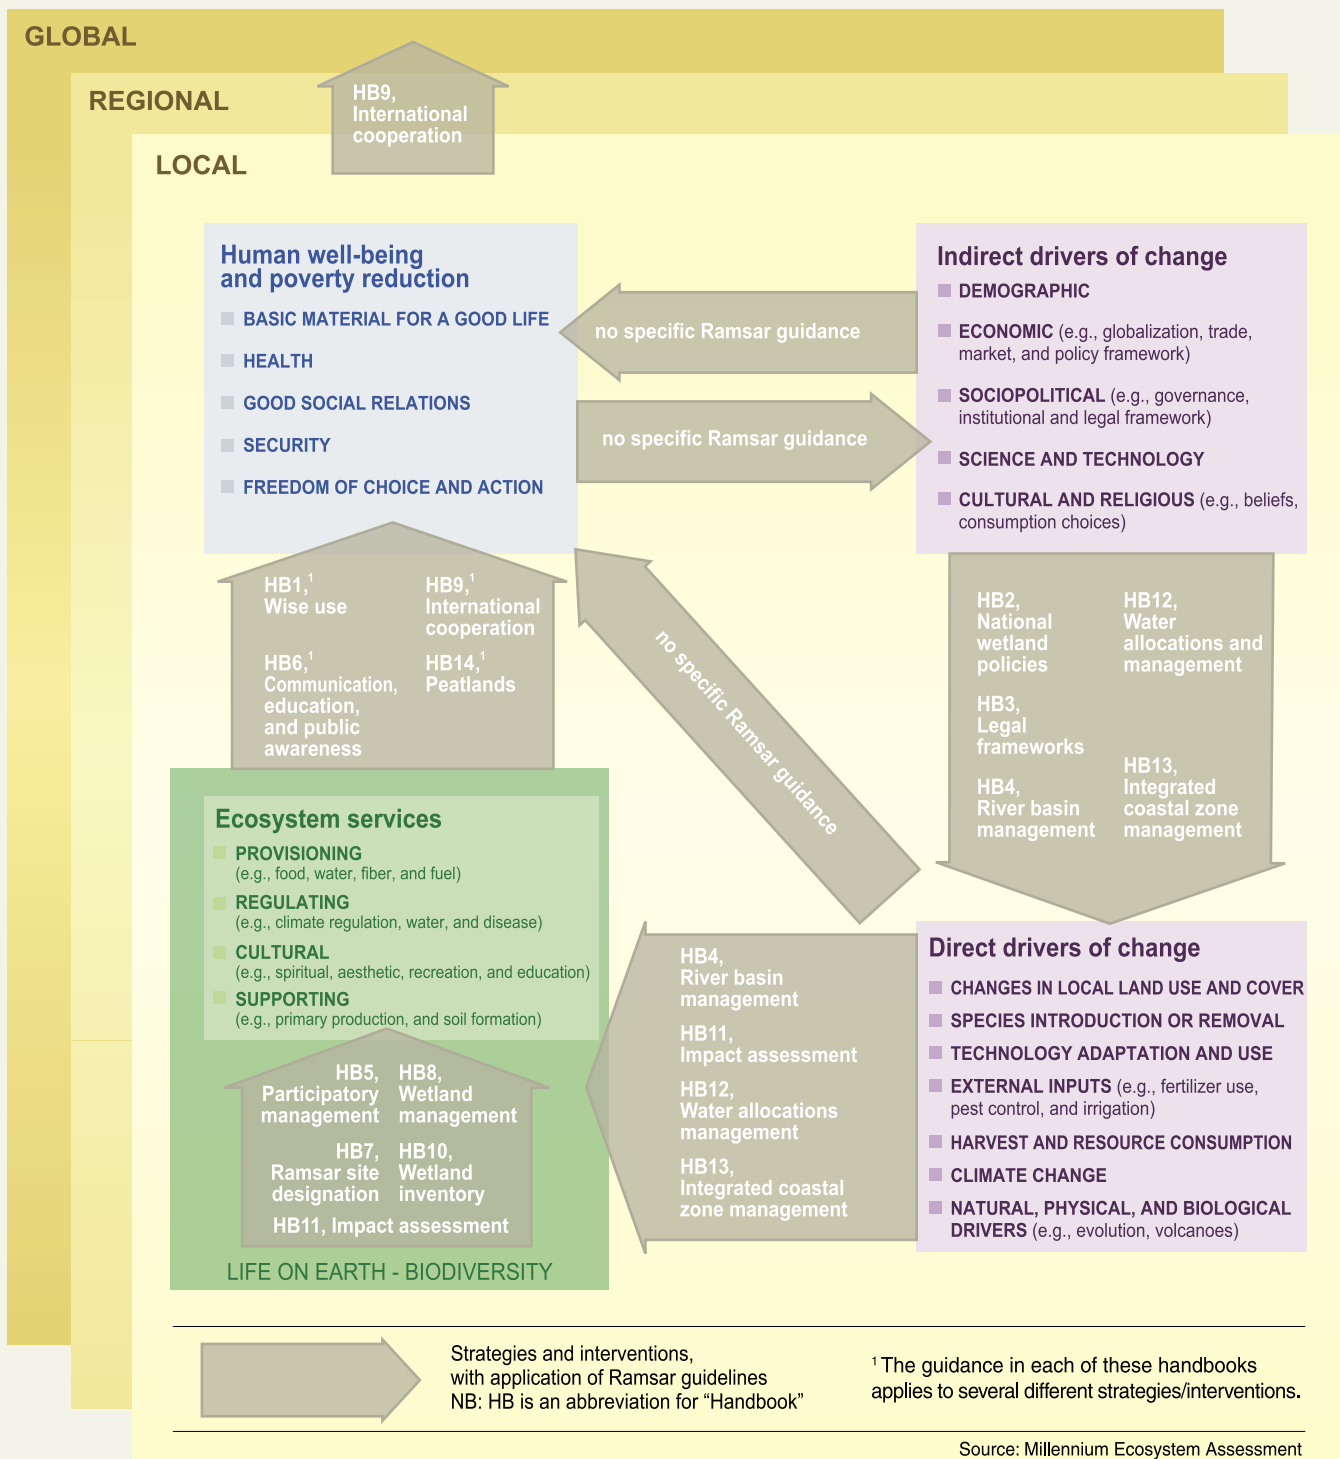 GLOBAL
HB9,
International
cooperation
REGIONAL
LOCAL
Human well-being
and poverty reduction
BASIC MATERIAL FOR A GOOD LIFE
HEALTH
GOOD SOCIAL RELATIONS
SECURITY
FREEDOM OF CHOICE AND ACTION
no specific Ramsar guidance
no specific Ramsar guidance
Indirect drivers of change
DEMOGRAPHIC
ECONOMIC (e.g., globalization, trade,
market, and policy framework)
SOCIOPOLITICAL (e.g., governance,
institutional and legal framework)
SCIENCE AND TECHNOLOGY
CULTURAL AND RELIGIOUS (e.g., beliefs,
consumption choices)
HB1,¹
Wise use
HB6,¹
Communication,
education,
and public
awareness
HB9,¹
International
cooperation
HB14,¹
Peatlands
no specific Ramsar guidance
HB2,
National
wetland
policies
HB3,
Legal
frameworks
HB4,
River basin
management
HB12,
Water
allocations and
management
HB13,
Integrated
coastal zone
management
Ecosystem services
PROVISIONING
(e.g., food, water, fiber, and fuel)
REGULATING
(e.g., climate regulation, water, and disease)
CULTURAL
(e.g., spiritual, aesthetic, recreation, and education)
SUPPORTING
(e.g., primary production, and soil formation)
HB5,
Participatory
management
HB8,
Wetland
management
HB7,
Ramsar site
designation
HB10,
Wetland
inventory
HB11, Impact assessment
LIFE ON EARTH - BIODIVERSITY
HB4,
River basin
management
HB11,
Impact assessment
HB12,
Water allocations
management
HB13,
Integrated coastal
zone management
Direct drivers of change
CHANGES IN LOCAL LAND USE AND COVER
SPECIES INTRODUCTION OR REMOVAL
TECHNOLOGY ADAPTATION AND USE
EXTERNAL INPUTS (e.g., fertilizer use,
pest control, and irrigation)
HARVEST AND RESOURCE CONSUMPTION
CLIMATE CHANGE
NATURAL, PHYSICAL, AND BIOLOGICAL
DRIVERS (e.g., evolution, volcanoes)
Strategies and interventions,
with application of Ramsar guidelines
NB: HB is an abbreviation for “Handbook”
¹ The guidance in each of these handbooks
applies to several different strategies/interventions.
Source: Millennium Ecosystem Assessment